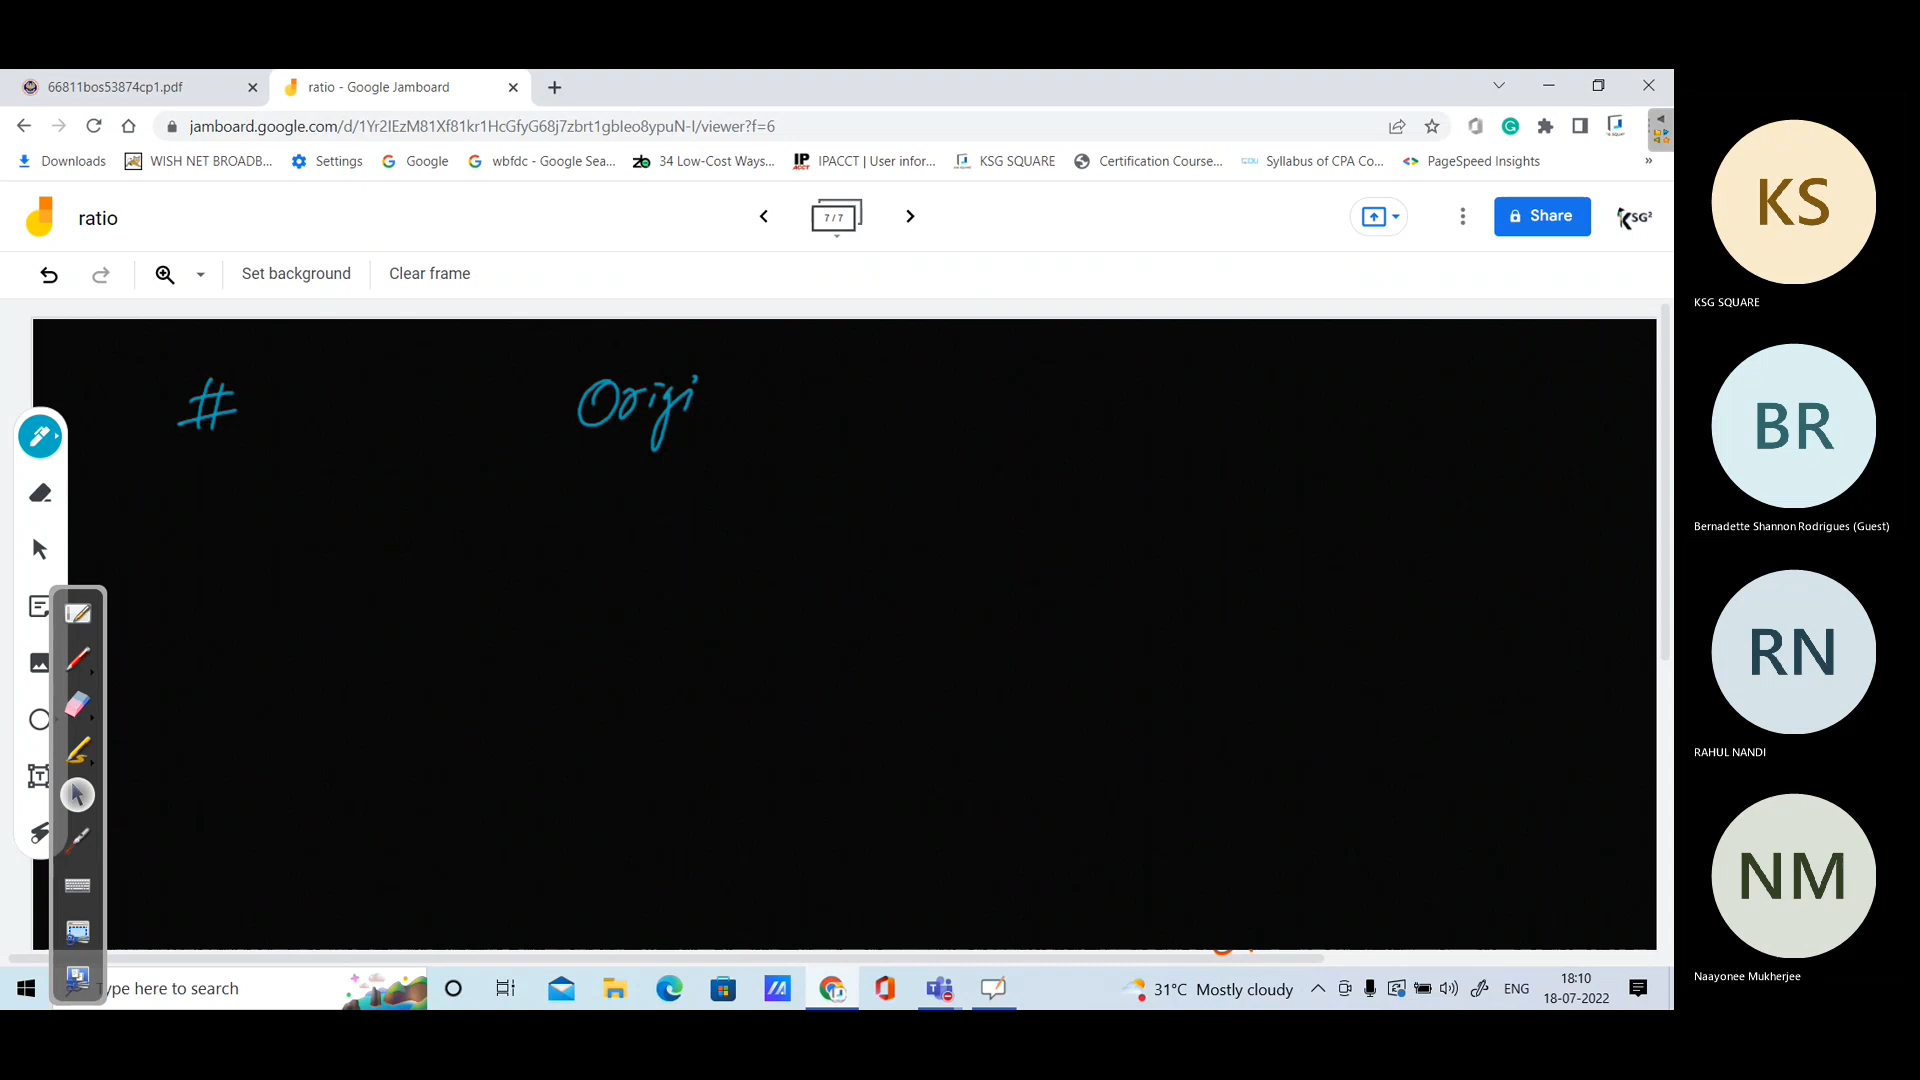 66811bos53874cp1.pdf
ratio - Google Jamboard
jamboard.google.com/d/1Yr2IEzM81Xf81kr1HcGfyG68j7zbrt1gbIeo8ypuN-I/viewer?f=6
Downloads WISH NET BROADB... Settings Google wbfdc - Google Sea... 34 Low-Cost Ways... IPACCT | User infor... KSG SQUARE Certification Course... Syllabus of CPA Co... PageSpeed Insights »
ratio
7 / 7
Share
KSG²
Set background
Clear frame
# Origi
Type here to search
31°C Mostly cloudy
ENG
18:10
18-07-2022
KS
KSG SQUARE
BR
Bernadette Shannon Rodrigues (Guest)
RN
RAHUL NANDI
NM
Naayonee Mukherjee